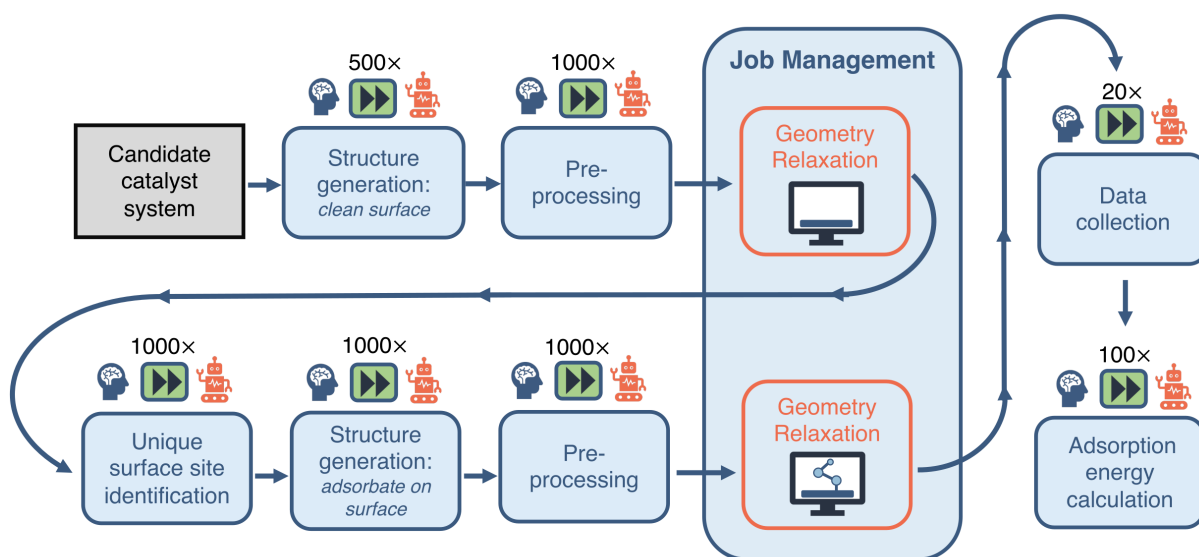 500×
1000×
Job Management
20×
Candidate
catalyst
system
Structure
generation:
clean surface
Pre-
processing
Geometry
Relaxation
Data
collection
1000×
1000×
1000×
100×
Unique
surface site
identification
Structure
generation:
adsorbate on
surface
Pre-
processing
Geometry
Relaxation
Adsorption
energy
calculation